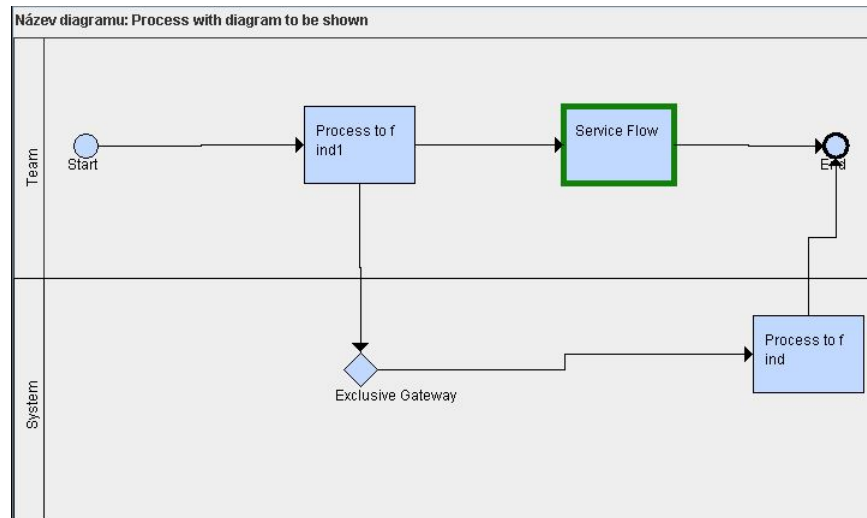 Název diagramu: Process with diagram to be shown
Team
Start
Process to f
ind1
Service Flow
End
System
Exclusive Gateway
Process to f
ind